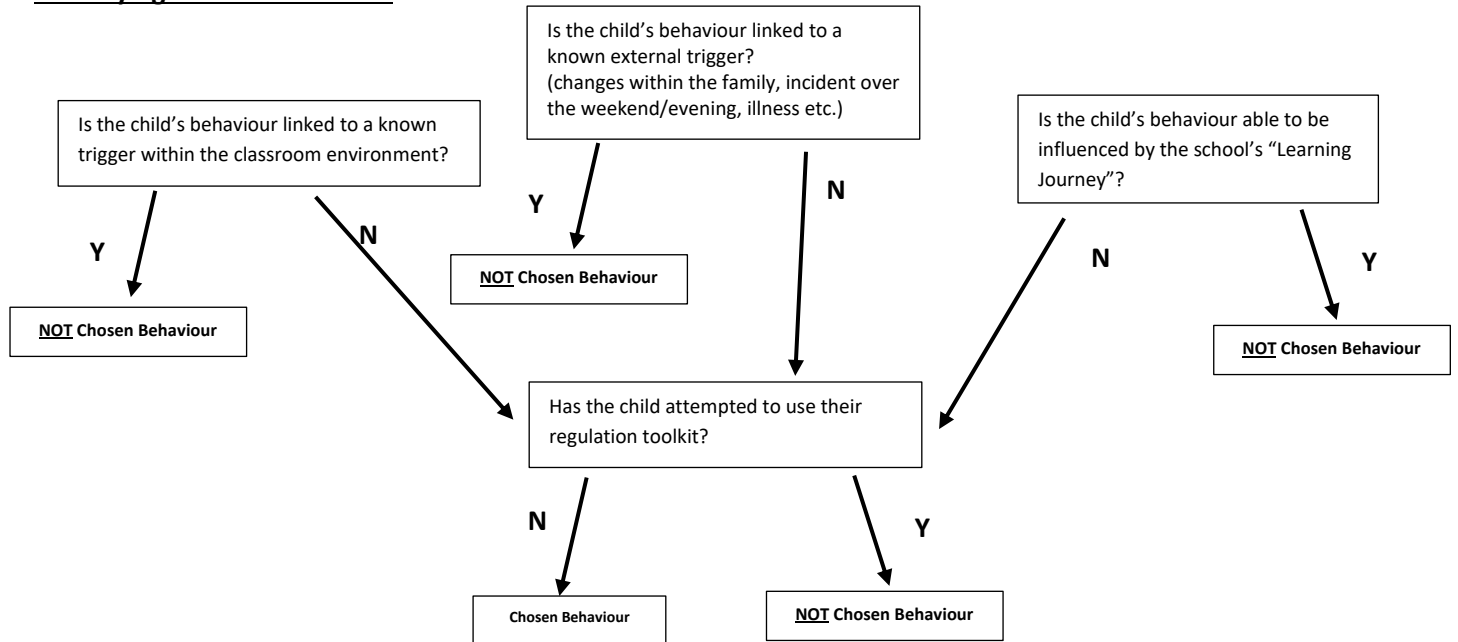 Is the child's behaviour linked to a
known external trigger?
(changes within the family, incident over
the weekend/evening, illness etc.)
Is the child's behaviour linked to a known
trigger within the classroom environment?
Is the child's behaviour able to be
influenced by the school's “Learning
Journey”?
Y
N
Y
N
N
Y
NOT Chosen Behaviour
NOT Chosen Behaviour
NOT Chosen Behaviour
Has the child attempted to use their
regulation toolkit?
N
Y
Chosen Behaviour
NOT Chosen Behaviour